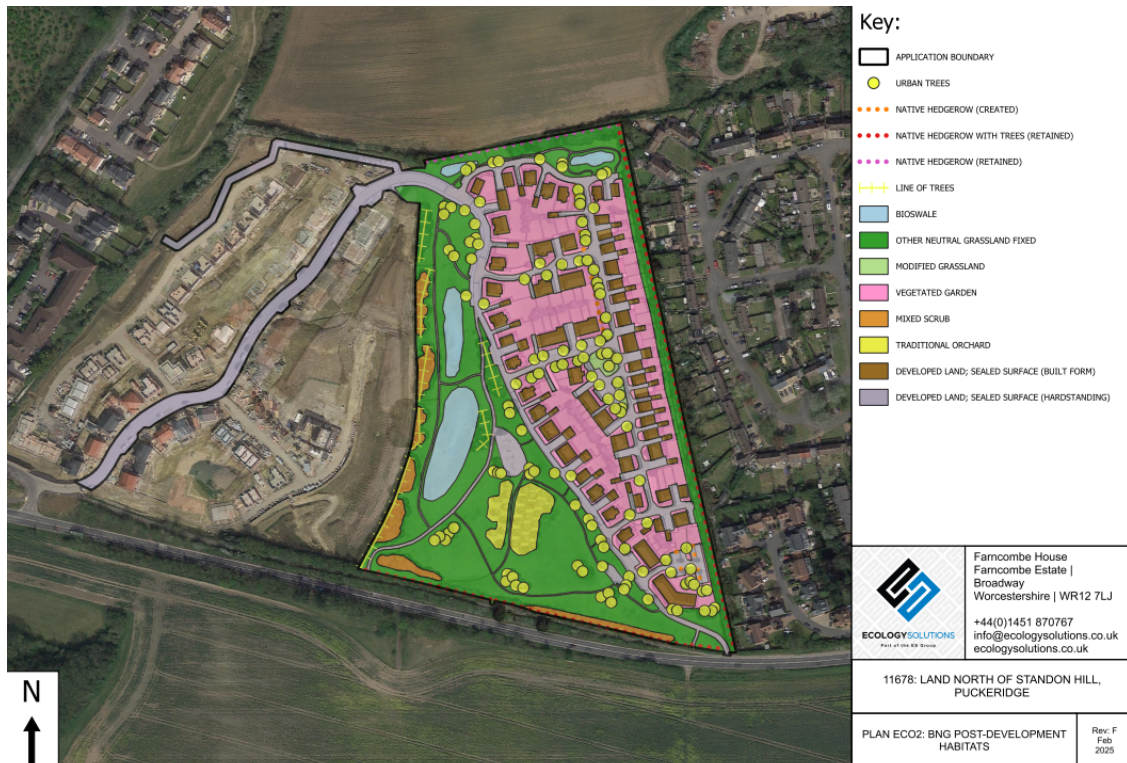 Key:
APPLICATION BOUNDARY
URBAN TREES
NATIVE HEDGEROW (CREATED)
NATIVE HEDGEROW WITH TREES (RETAINED)
NATIVE HEDGEROW (RETAINED)
LINE OF TREES
BIOSWALE
OTHER NEUTRAL GRASSLAND FIXED
MODIFIED GRASSLAND
VEGETATED GARDEN
MIXED SCRUB
TRADITIONAL ORCHARD
DEVELOPED LAND; SEALED SURFACE (BUILT FORM)
DEVELOPED LAND; SEALED SURFACE (HARDSTANDING)
ECOLOGYSOLUTIONS
Part of the ES Group
Farncombe House
Farncombe Estate |
Broadway
Worcestershire | WR12 7LJ
+44(0)1451 870767
info@ecologysolutions.co.uk
ecologysolutions.co.uk
11678: LAND NORTH OF STANDON HILL,
PUCKERIDGE
PLAN ECO2: BNG POST-DEVELOPMENT
HABITATS
Rev: F
Feb
2025
N